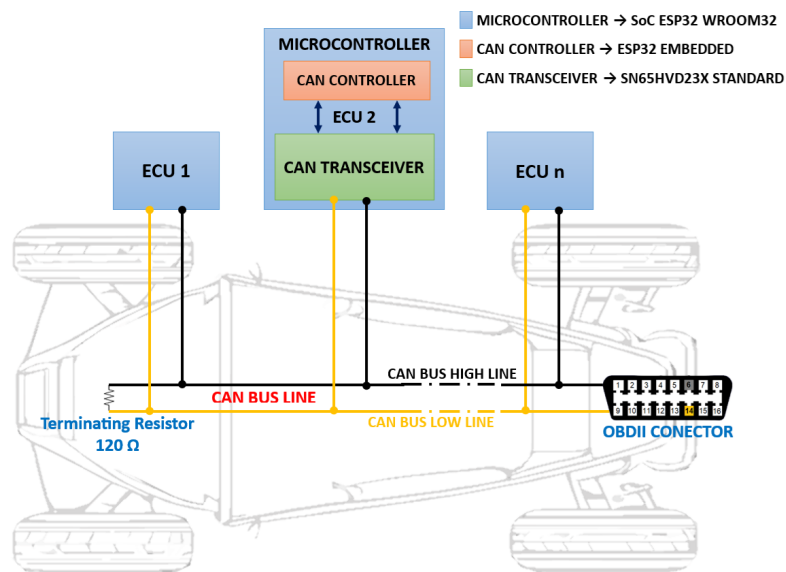 MICROCONTROLLER → SoC ESP32 WROOM32
CAN CONTROLLER → ESP32 EMBEDDED
CAN TRANSCEIVER → SN65HVD23X STANDARD
MICROCONTROLLER
CAN CONTROLLER
ECU 2
CAN TRANSCEIVER
ECU 1
ECU n
CAN BUS HIGH LINE
CAN BUS LINE
CAN BUS LOW LINE
Terminating Resistor
120 Ω
1 2 3 4 5 6 7 8
9 10 11 12 13 14 15 16
OBDII CONECTOR